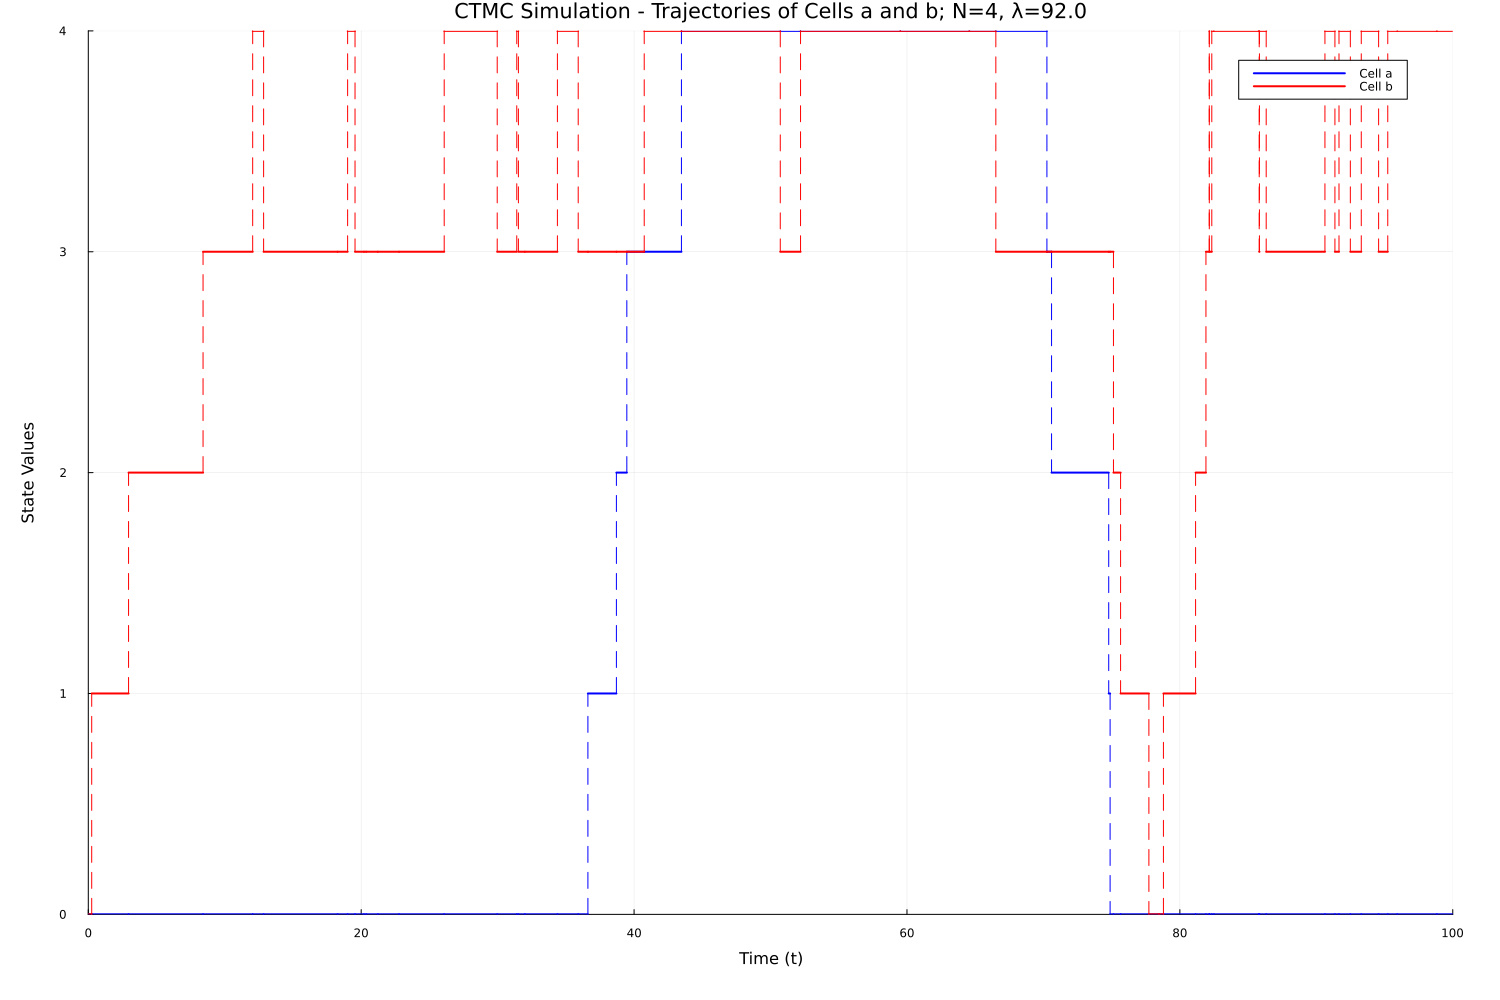 CTMC Simulation - Trajectories of Cells a and b; N=4, λ=92.0
4
Cell a
Cell b
3
State Values
2
1
0
0 20 40 60 80 100
Time (t)